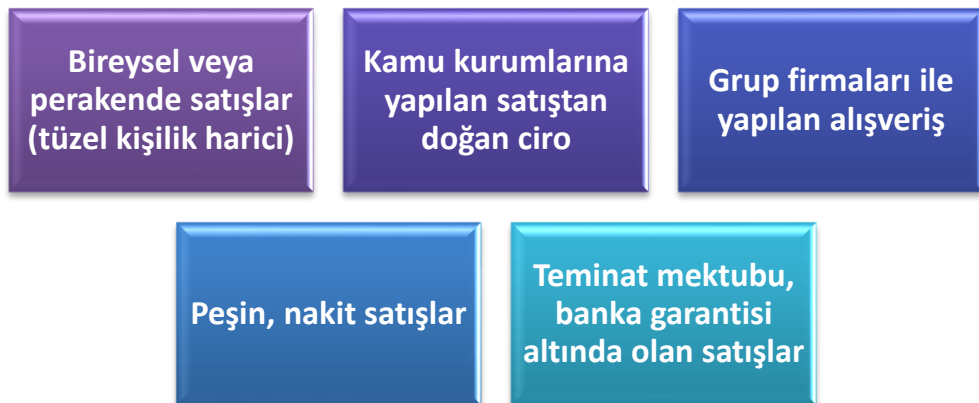 Bireysel veya
perakende satışlar
(tüzel kişilik harici)
Kamu kurumlarına
yapılan satıştan
doğan ciro
Grup firmaları ile
yapılan alışveriş
Peşin, nakit satışlar
Teminat mektubu,
banka garantisi
altında olan satışlar